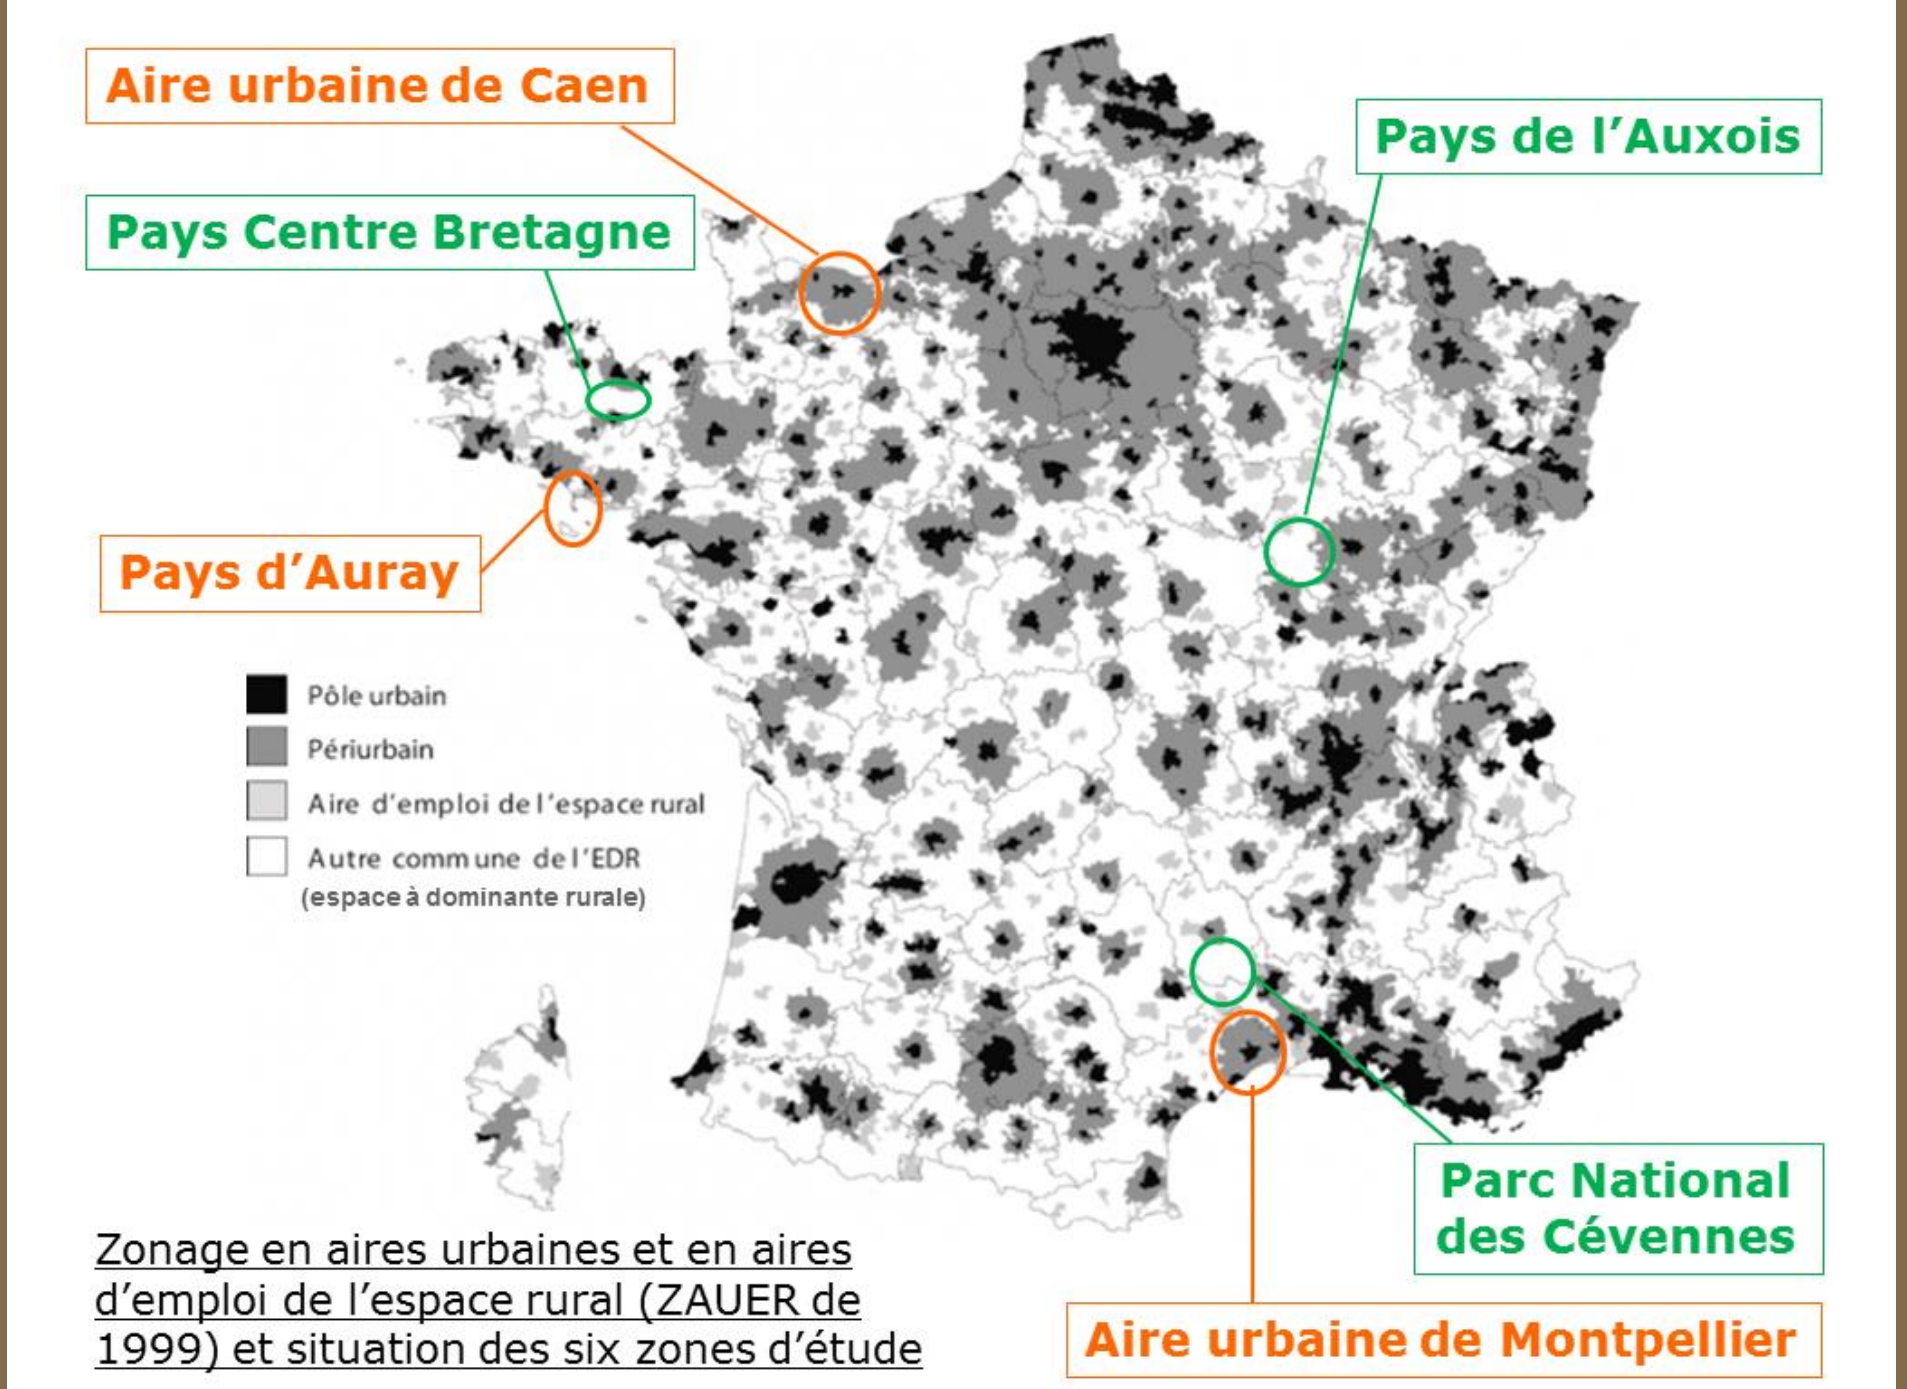 Aire urbaine de Caen
Pays de l’Auxois
Pays Centre Bretagne
Pays d’Auray
Pôle urbain
Périurbain
Aire d'emploi de l'espace rural
Autre commune de l'EDR
(espace à dominante rurale)
Parc National
des Cévennes
Aire urbaine de Montpellier
Zonage en aires urbaines et en aires
d’emploi de l’espace rural (ZAUER de
1999) et situation des six zones d’étude